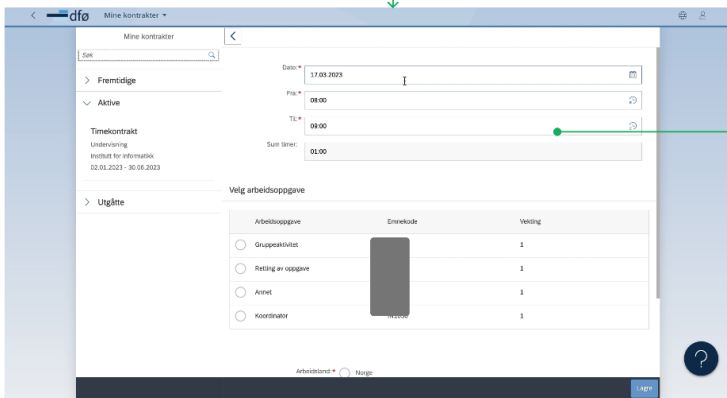 dfø Mine kontrakter
Mine kontrakter
Søk
Fremtidige
Aktive
Timekontrakt
Undervisning
Institutt for Informatikk
02.01.2023 - 30.06.2023
Utgåtte
Dato:* 17.03.2023
Fra:* 08:00
Til:* 09:00
Sum timer: 01:00
Velg arbeidsoppgave
Arbeidsoppgave Emnekode Vekting
Gruppeaktivitet 1
Retting av oppgave 1
Annet 1
Koordinator 1
Arbeidsland:* Norge
Lagre
?